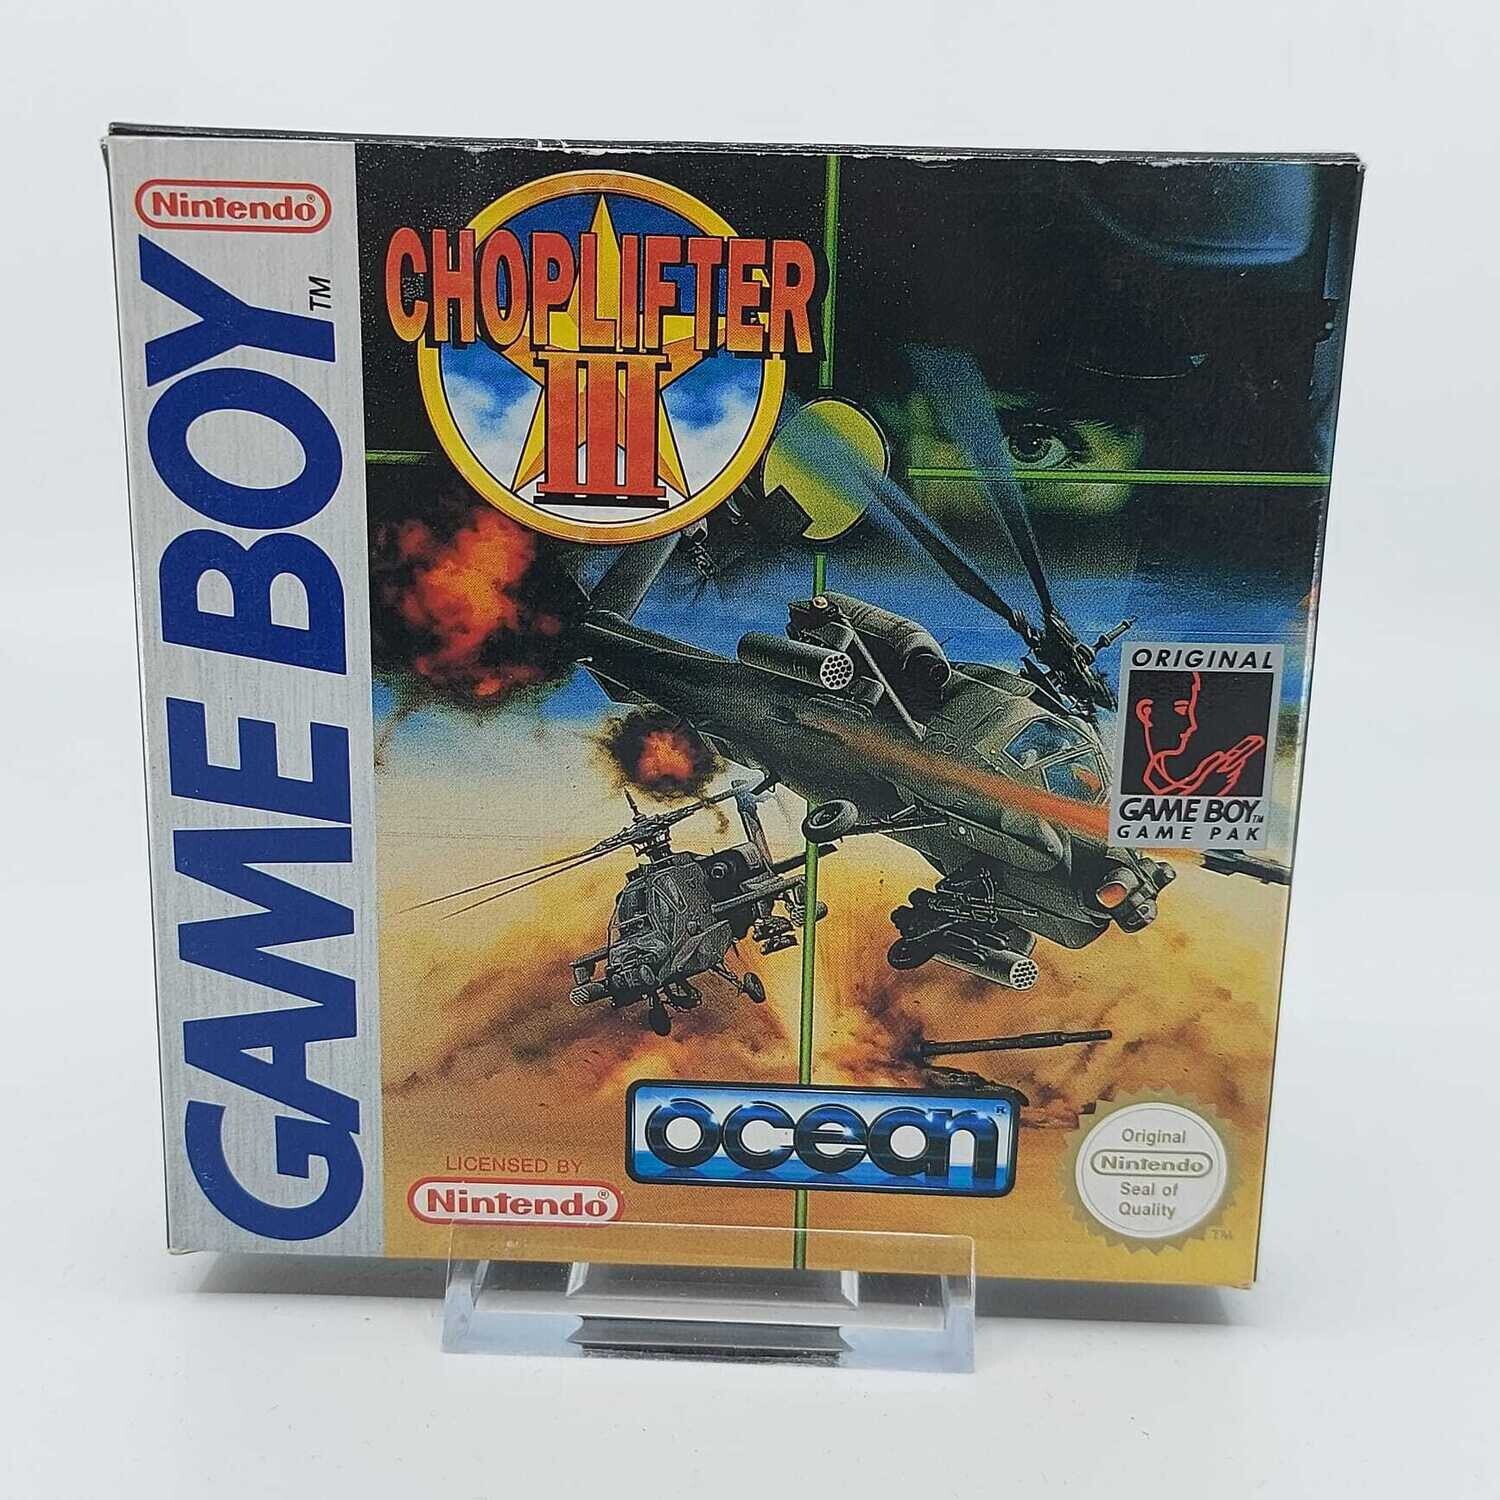 Nintendo®
GAME BOY™
CHOPLIFTER
III
ORIGINAL
GAME BOY™
GAME PAK
ocean®
LICENSED BY
Nintendo®
Original
Nintendo
Seal of
Quality
™